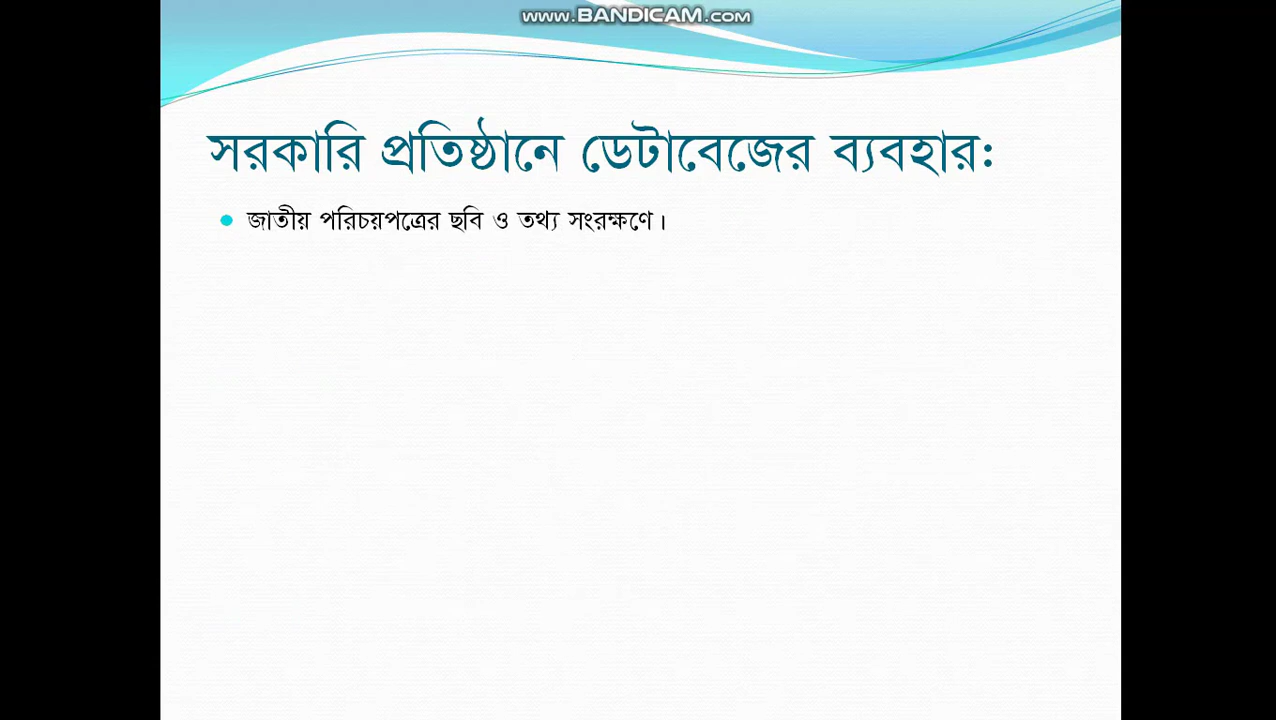 www.BANDICAM.com
সরকারি প্রতিষ্ঠানে ডেটাবেজের ব্যবহার:
জাতীয় পরিচয়পত্রের ছবি ও তথ্য সংরক্ষণে।